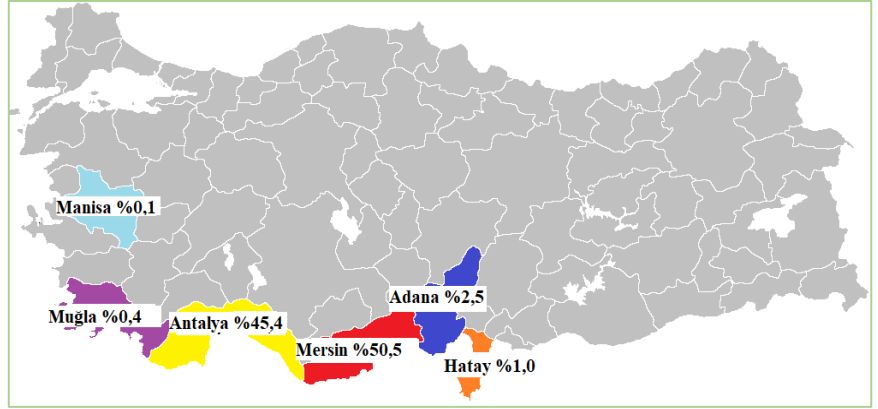 Manisa %0,1
Adana %2,5
Muğla %0,4
Antalya %45,4
Mersin %50,5
Hatay %1,0